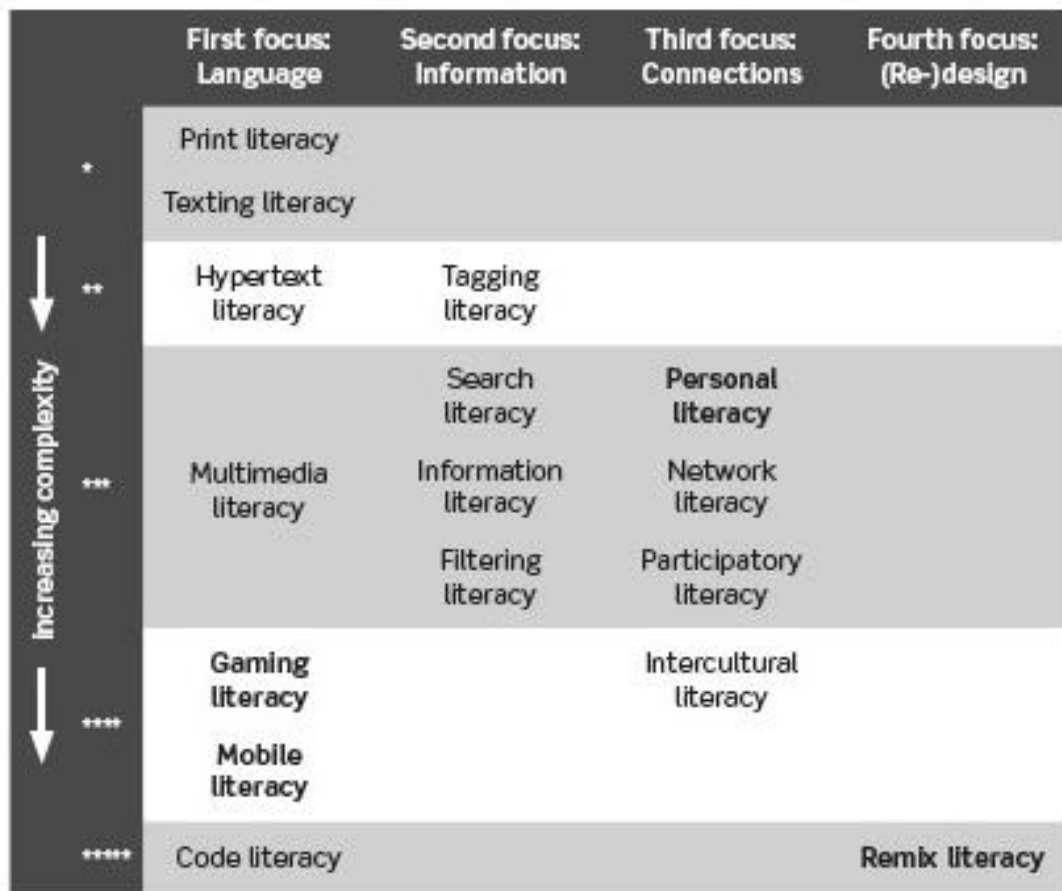 First focus:
Language
Second focus:
Information
Third focus:
Connections
Fourth focus:
(Re-)design
increasing complexity
*
Print literacy
Texting literacy
**
Hypertext
literacy
Tagging
literacy
***
Multimedia
literacy
Search
literacy
Information
literacy
Filtering
literacy
Personal
literacy
Network
literacy
Participatory
literacy
****
Gaming
literacy
Mobile
literacy
Intercultural
literacy
*****
Code literacy
Remix literacy